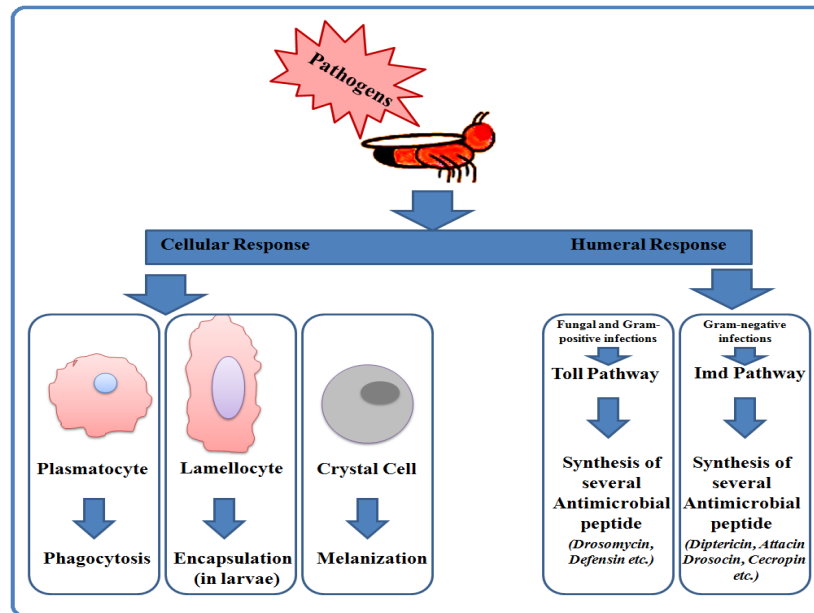 Pathogens
Cellular Response
Humeral Response
Plasmatocyte
Phagocytosis
Lamellocyte
Encapsulation
(in larvae)
Crystal Cell
Melanization
Fungal and Gram-
positive infections
Toll Pathway
Synthesis of
several
Antimicrobial
peptide
(Drosomycin,
Defensin etc.)
Gram-negative
infections
Imd Pathway
Synthesis of
several
Antimicrobial
peptide
(Diptericin, Attacin
Drosocin, Cecropin
etc.)